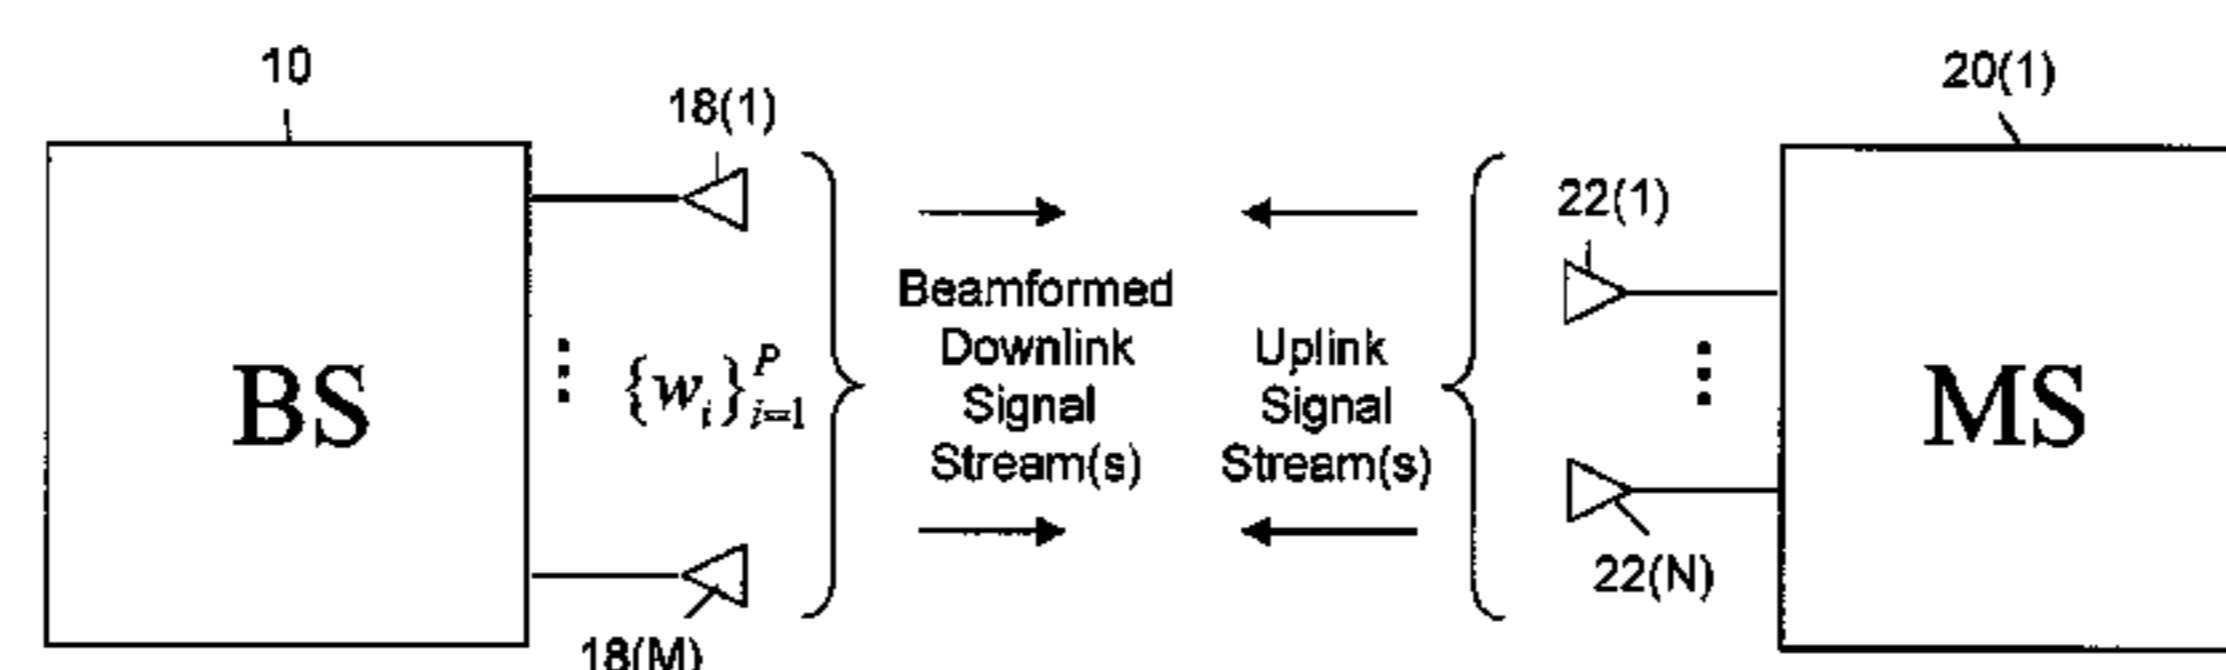 10
18(1)
20(1)
22(1)
BS
{w_i}_{i=1}^{P}
Beamformed
Downlink
Signal
Stream(s)
Uplink
Signal
Stream(s)
MS
22(N)
18(M)